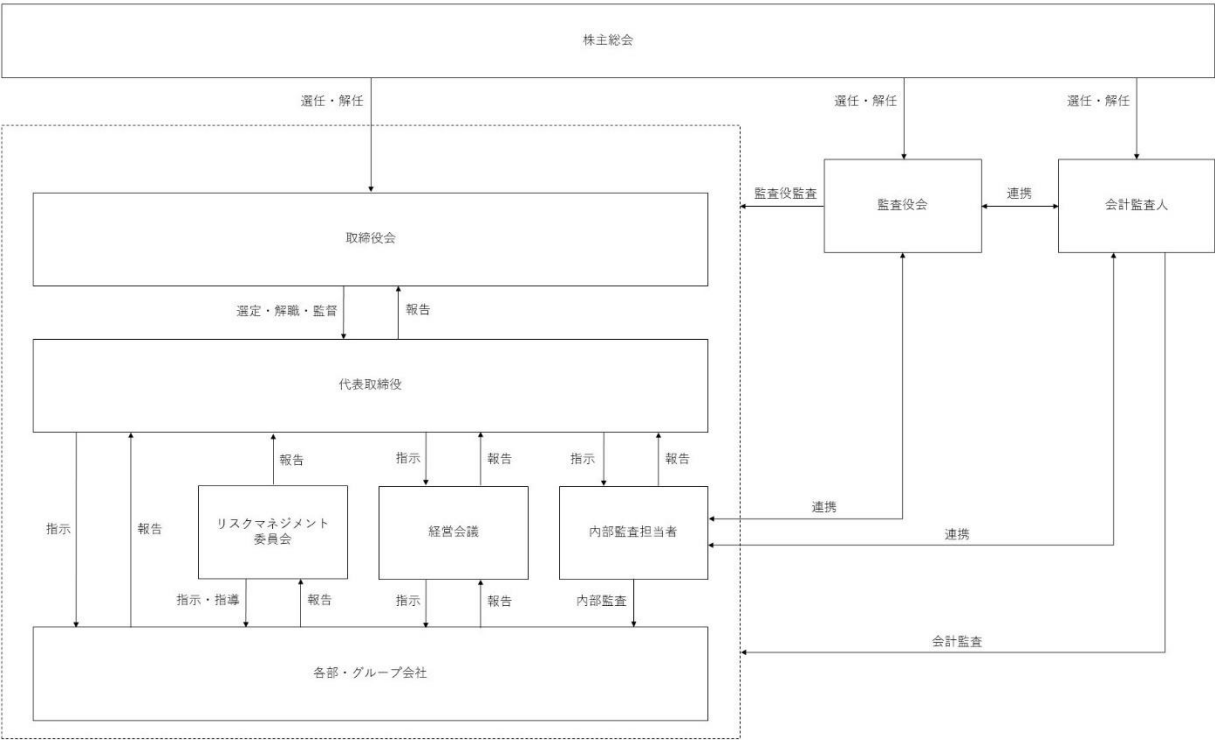 株主総会
選任・解任
選任・解任
選任・解任
監査役監査
監査役会
連携
会計監査人
取締役会
選定・解職・監督
報告
代表取締役
指示
報告
報告
指示
報告
指示
報告
リスクマネジメント
委員会
経営会議
内部監査担当者
連携
連携
指示・指導
報告
指示
報告
内部監査
会計監査
各部・グループ会社